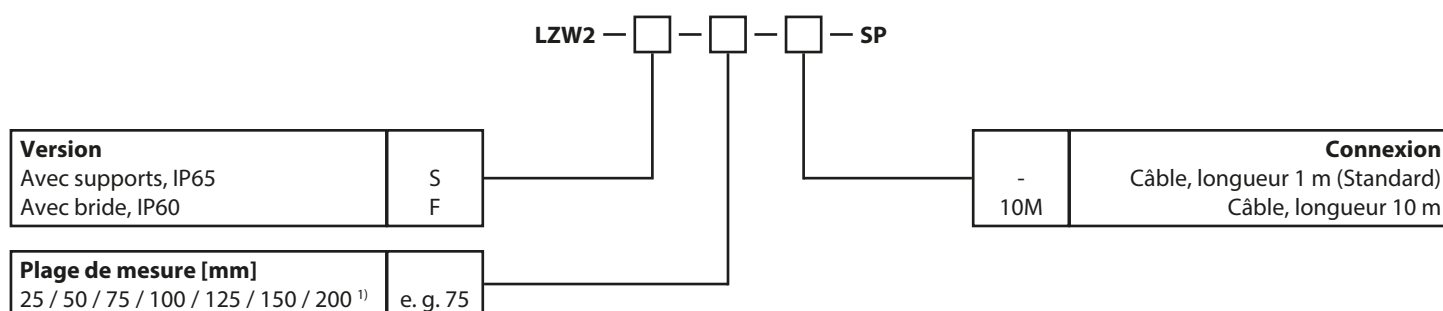 LZW2 — □ — □ — □ — SP
Version
Avec supports, IP65 S
Avec bride, IP60 F
Connexion
- Câble, longueur 1 m (Standard)
10M Câble, longueur 10 m
Plage de mesure [mm]
25 / 50 / 75 / 100 / 125 / 150 / 200 ¹⁾ e. g. 75